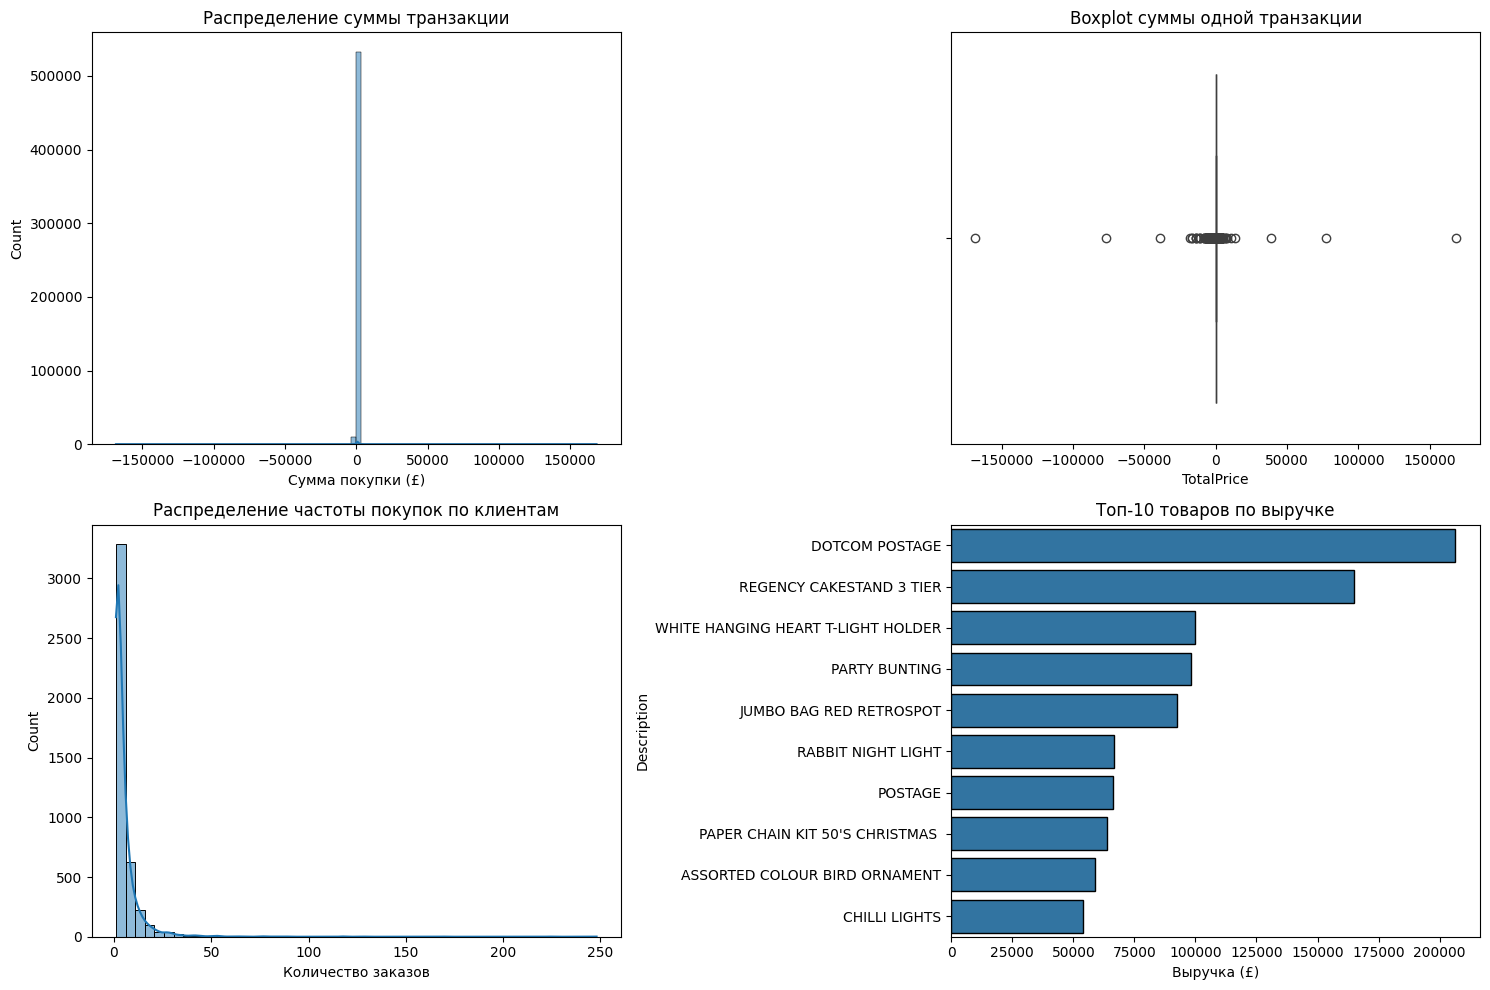 Распределение суммы транзакции
Count
500000
400000
300000
200000
100000
0
−150000 −100000 −50000 0 50000 100000 150000
Сумма покупки (£)
Boxplot суммы одной транзакции
−150000 −100000 −50000 0 50000 100000 150000
TotalPrice
Распределение частоты покупок по клиентам
Count
3000
2500
2000
1500
1000
500
0
0 50 100 150 200 250
Количество заказов
Топ-10 товаров по выручке
Description
DOTCOM POSTAGE
REGENCY CAKESTAND 3 TIER
WHITE HANGING HEART T-LIGHT HOLDER
PARTY BUNTING
JUMBO BAG RED RETROSPOT
RABBIT NIGHT LIGHT
POSTAGE
PAPER CHAIN KIT 50'S CHRISTMAS
ASSORTED COLOUR BIRD ORNAMENT
CHILLI LIGHTS
0 25000 50000 75000 100000 125000 150000 175000 200000
Выручка (£)